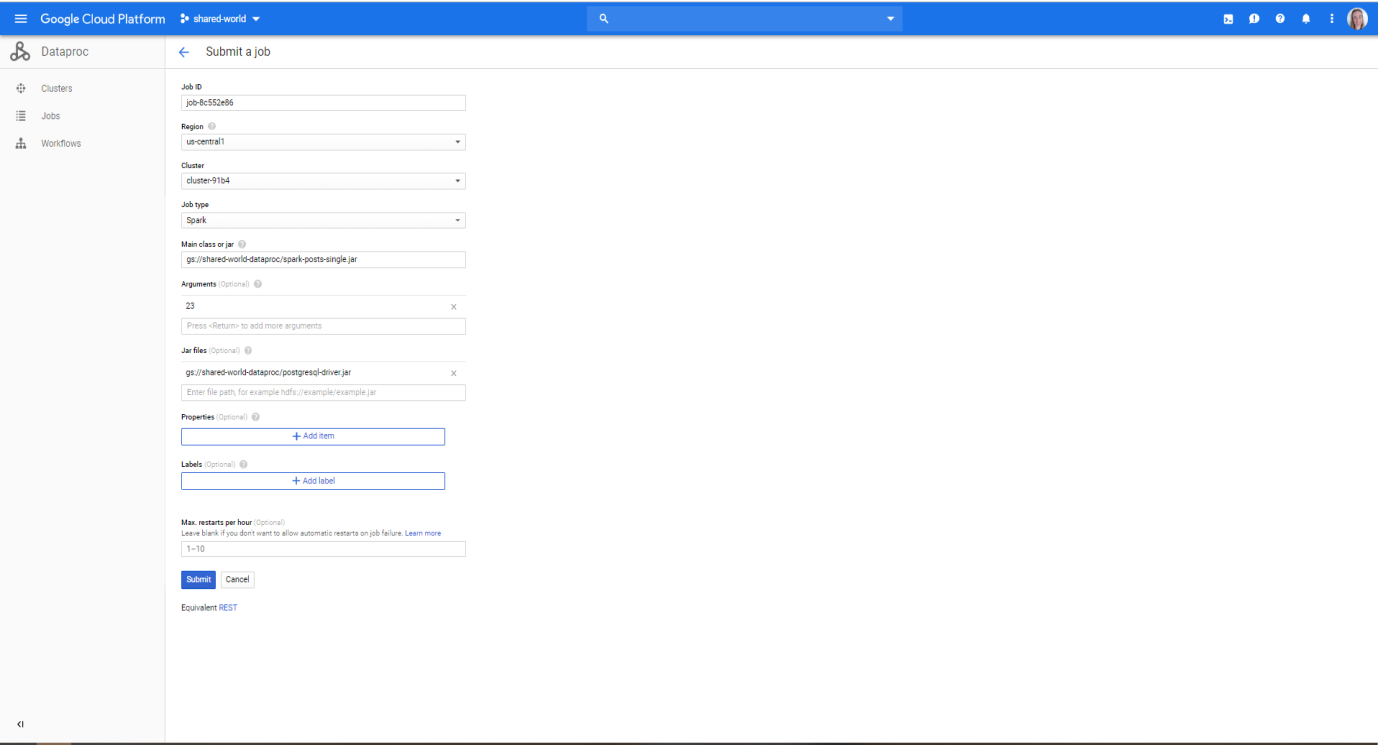 Google Cloud Platform shared-world
Dataproc
Submit a job
Clusters
Jobs
Workflows
Job ID
job-8c552e86
Region
us-central1
Cluster
cluster-91b4
Job type
Spark
Main class or jar
gs://shared-world-dataproc/spark-posts-single.jar
Arguments (Optional)
23
Press <Return> to add more arguments
Jar files (Optional)
gs://shared-world-dataproc/postgresql-driver.jar
Enter file path, for example hdfs://example/example.jar
Properties (Optional)
+ Add item
Labels (Optional)
+ Add label
Max. restarts per hour (Optional)
Leave blank if you don't want to allow automatic restarts on job failure. Learn more
1–10
Submit Cancel
Equivalent REST